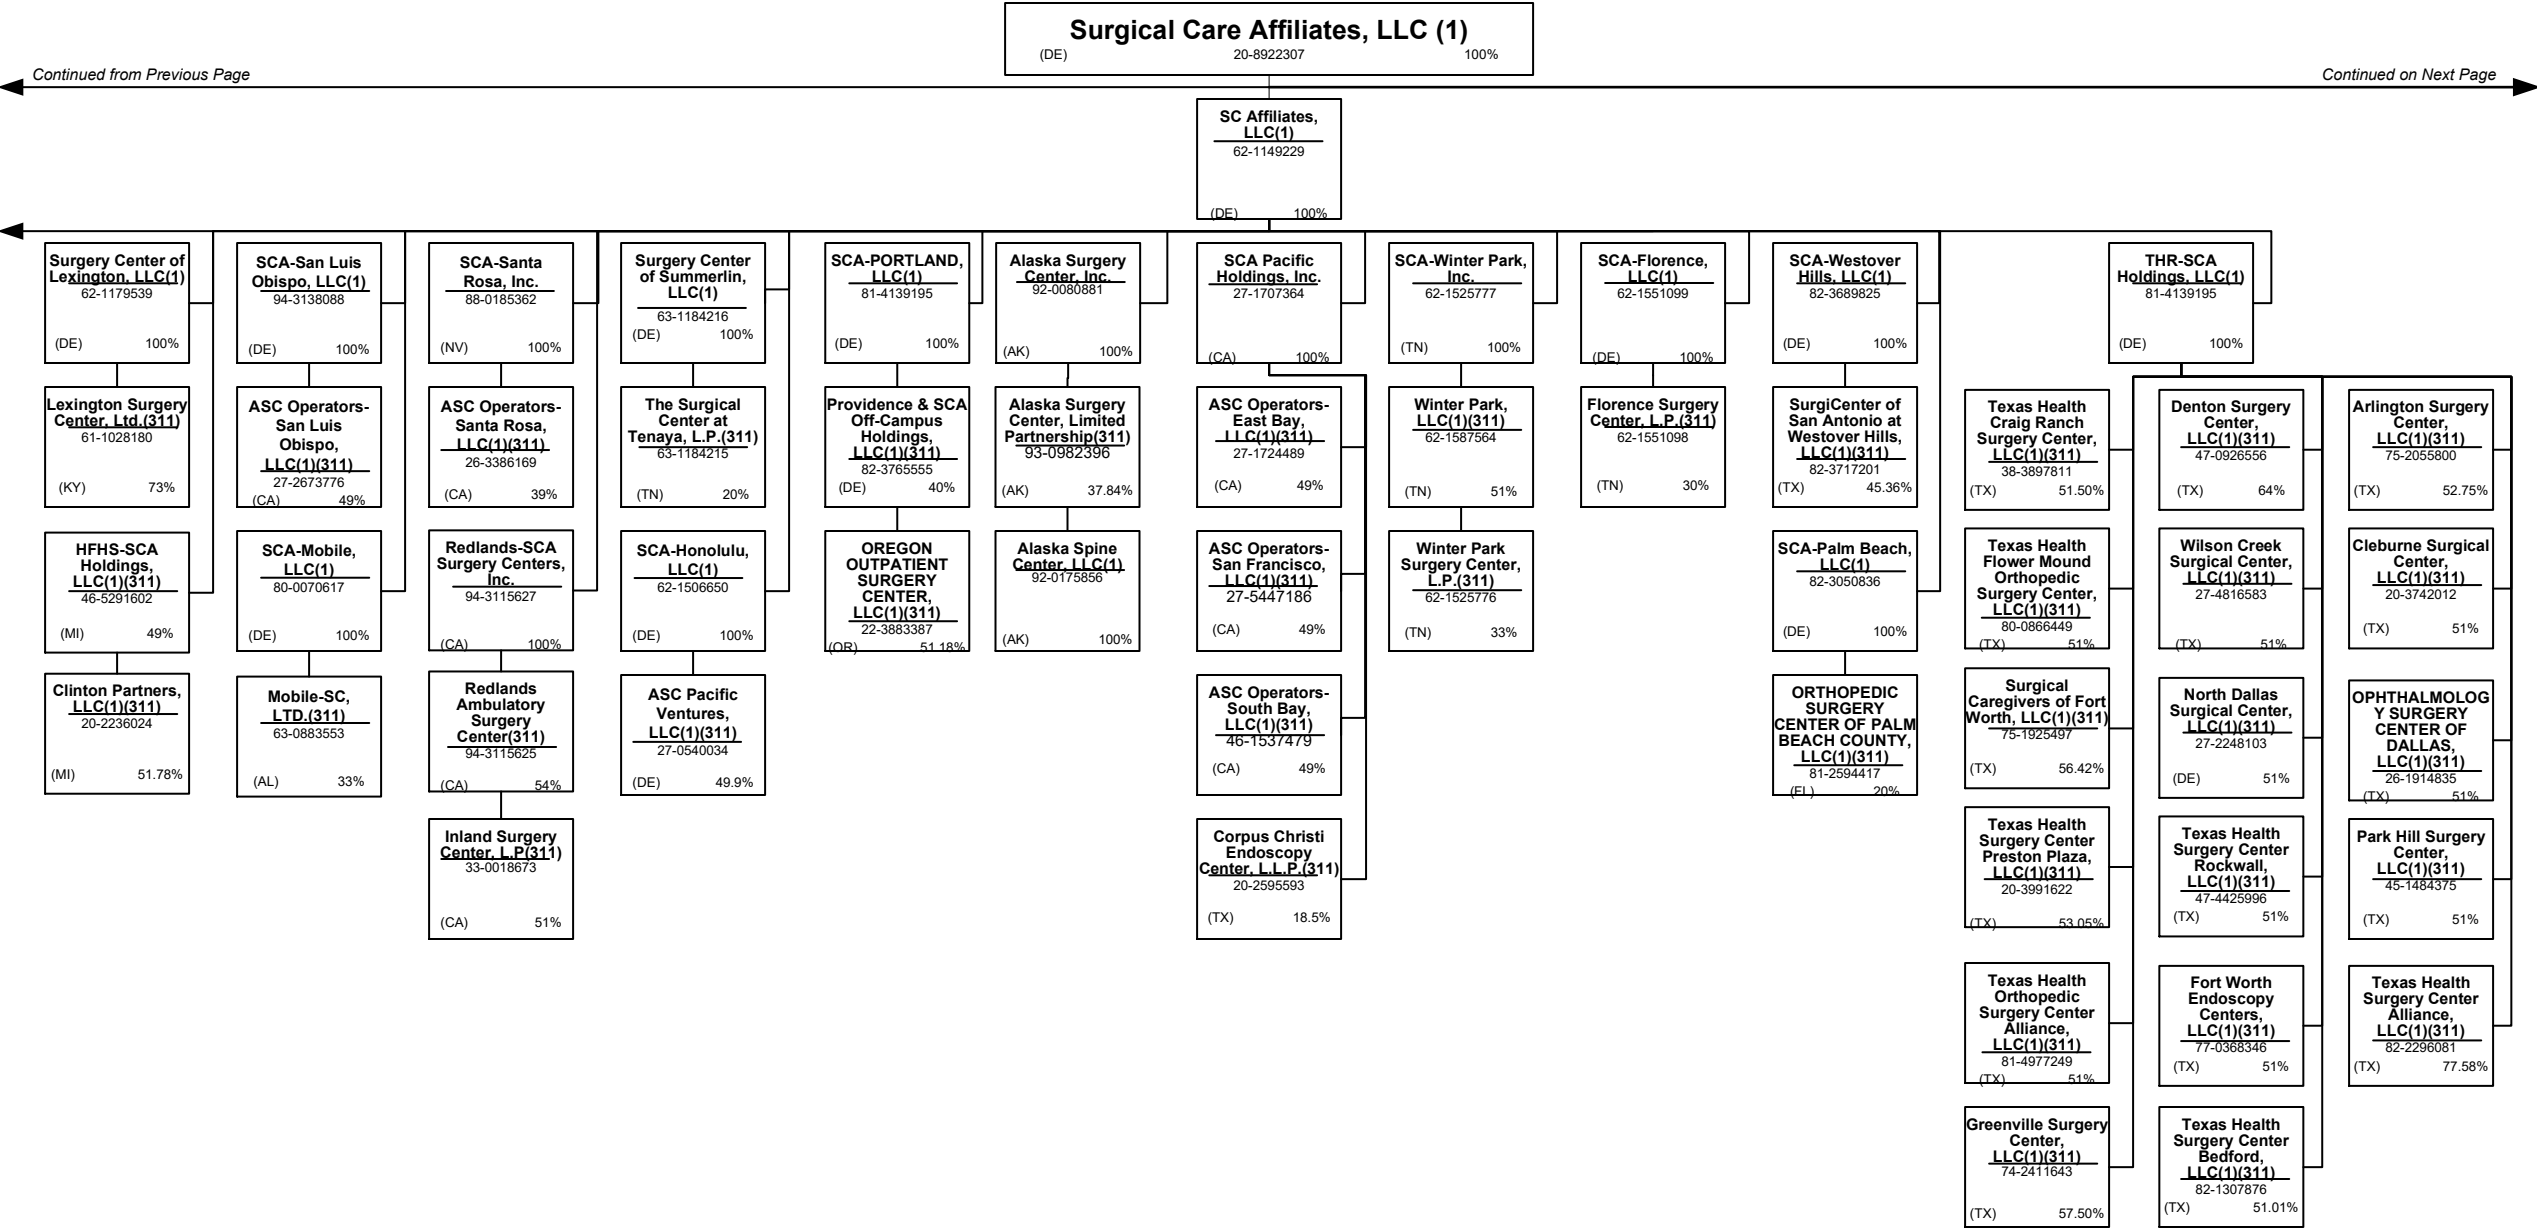 Surgical Care Affiliates, LLC (1)
(DE) 20-8922307 100%
Continued from Previous Page
Continued on Next Page
SC Affiliates,
LLC(1)
62-1149229
(DE) 100%
Surgery Center of
Lexington, LLC(1)
62-1179539
(DE) 100%
SCA-San Luis
Obispo, LLC(1)
94-3138088
(DE) 100%
SCA-Santa
Rosa, Inc.
88-0185362
(NV) 100%
Surgery Center
of Summerlin,
LLC(1)
63-1184216
(DE) 100%
SCA-PORTLAND,
LLC(1)
81-4139195
(DE) 100%
Alaska Surgery
Center, Inc.
92-0080881
(AK) 100%
SCA Pacific
Holdings, Inc.
27-1707364
(CA) 100%
SCA-Winter Park,
Inc.
62-1525777
(TN) 100%
SCA-Florence,
LLC(1)
62-1551099
(DE) 100%
SCA-Westover
Hills, LLC(1)
82-3689825
(DE) 100%
THR-SCA
Holdings, LLC(1)
81-4139195
(DE) 100%
Lexington Surgery
Center, Ltd.(311)
61-1028180
(KY) 73%
ASC Operators-
San Luis
Obispo,
LLC(1)(311)
27-2673776
(CA) 49%
ASC Operators-
Santa Rosa,
LLC(1)(311)
26-3386169
(CA) 39%
The Surgical
Center at
Tenaya, L.P.(311)
63-1184215
(TN) 20%
Providence & SCA
Off-Campus
Holdings,
LLC(1)(311)
82-3765555
(DE) 40%
Alaska Surgery
Center, Limited
Partnership(311)
93-0982396
(AK) 37.84%
ASC Operators-
East Bay,
LLC(1)(311)
27-1724489
(CA) 49%
Winter Park,
LLC(1)(311)
62-1587564
(TN) 51%
Florence Surgery
Center, L.P.(311)
62-1551098
(TN) 30%
SurgiCenter of
San Antonio at
Westover Hills,
LLC(1)(311)
82-3717201
(TX) 45.36%
Texas Health
Craig Ranch
Surgery Center,
LLC(1)(311)
38-3897811
(TX) 51.50%
Denton Surgery
Center,
LLC(1)(311)
47-0926556
(TX) 64%
Arlington Surgery
Center,
LLC(1)(311)
75-2055800
(TX) 52.75%
HFHS-SCA
Holdings,
LLC(1)(311)
46-5291602
(MI) 49%
SCA-Mobile,
LLC(1)
80-0070617
(DE) 100%
Redlands-SCA
Surgery Centers,
Inc.
94-3115627
(CA) 100%
SCA-Honolulu,
LLC(1)
62-1506650
(DE) 100%
OREGON
OUTPATIENT
SURGERY
CENTER,
LLC(1)(311)
22-3883387
(OR) 51.18%
Alaska Spine
Center, LLC(1)
92-0175856
(AK) 100%
ASC Operators-
San Francisco,
LLC(1)(311)
27-5447186
(CA) 49%
Winter Park
Surgery Center,
L.P.(311)
62-1525776
(TN) 33%
SCA-Palm Beach,
LLC(1)
82-3050836
(DE) 100%
Texas Health
Flower Mound
Orthopedic
Surgery Center,
LLC(1)(311)
80-0866449
(TX) 51%
Wilson Creek
Surgical Center,
LLC(1)(311)
27-4816583
(TX) 51%
Cleburne Surgical
Center,
LLC(1)(311)
20-3742012
(TX) 51%
Clinton Partners,
LLC(1)(311)
20-2236024
(MI) 51.78%
Mobile-SC,
LTD.(311)
63-0883553
(AL) 33%
Redlands
Ambulatory
Surgery
Center(311)
94-3115625
(CA) 54%
ASC Pacific
Ventures,
LLC(1)(311)
27-0540034
(DE) 49.9%
ASC Operators-
South Bay,
LLC(1)(311)
46-1537479
(CA) 49%
ORTHOPEDIC
SURGERY
CENTER OF PALM
BEACH COUNTY,
LLC(1)(311)
81-2594417
(FL) 20%
Surgical
Caregivers of Fort
Worth, LLC(1)(311)
75-1925497
(TX) 56.42%
North Dallas
Surgical Center,
LLC(1)(311)
27-2248103
(DE) 51%
OPHTHALMOLOG
Y SURGERY
CENTER OF
DALLAS,
LLC(1)(311)
26-1914835
(TX) 51%
Inland Surgery
Center, L.P(311)
33-0018673
(CA) 51%
Corpus Christi
Endoscopy
Center, L.L.P.(311)
20-2595593
(TX) 18.5%
Texas Health
Surgery Center
Preston Plaza,
LLC(1)(311)
20-3991622
(TX) 53.05%
Texas Health
Surgery Center
Rockwall,
LLC(1)(311)
47-4425996
(TX) 51%
Park Hill Surgery
Center,
LLC(1)(311)
45-1484375
(TX) 51%
Texas Health
Orthopedic
Surgery Center
Alliance,
LLC(1)(311)
81-4977249
(TX) 51%
Fort Worth
Endoscopy
Centers,
LLC(1)(311)
77-0368346
(TX) 51%
Texas Health
Surgery Center
Alliance,
LLC(1)(311)
82-2296081
(TX) 77.58%
Greenville Surgery
Center,
LLC(1)(311)
74-2411643
(TX) 57.50%
Texas Health
Surgery Center
Bedford,
LLC(1)(311)
82-1307876
(TX) 51.01%